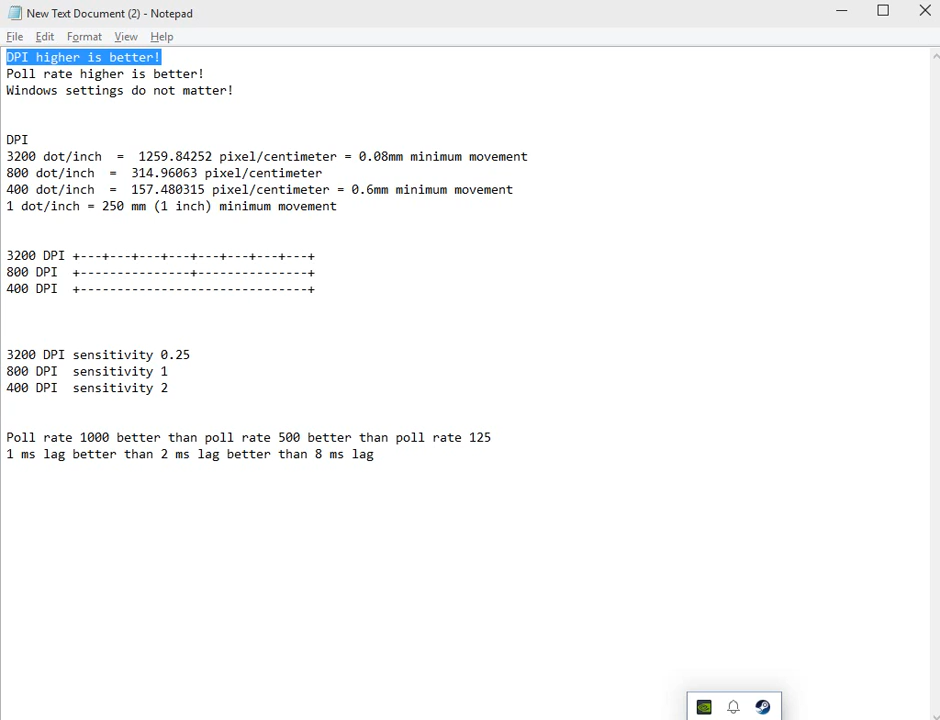 New Text Document (2) - Notepad
File Edit Format View Help
DPI higher is better!
Poll rate higher is better!
Windows settings do not matter!
DPI
3200 dot/inch  =  1259.84252 pixel/centimeter = 0.08mm minimum movement
800 dot/inch  =  314.96063 pixel/centimeter
400 dot/inch  =  157.480315 pixel/centimeter = 0.6mm minimum movement
1 dot/inch = 250 mm (1 inch) minimum movement
3200 DPI +---+---+---+---+---+---+---+---+
800 DPI  +---------------+---------------+
400 DPI  +-------------------------------+
3200 DPI sensitivity 0.25
800 DPI  sensitivity 1
400 DPI  sensitivity 2
Poll rate 1000 better than poll rate 500 better than poll rate 125
1 ms lag better than 2 ms lag better than 8 ms lag